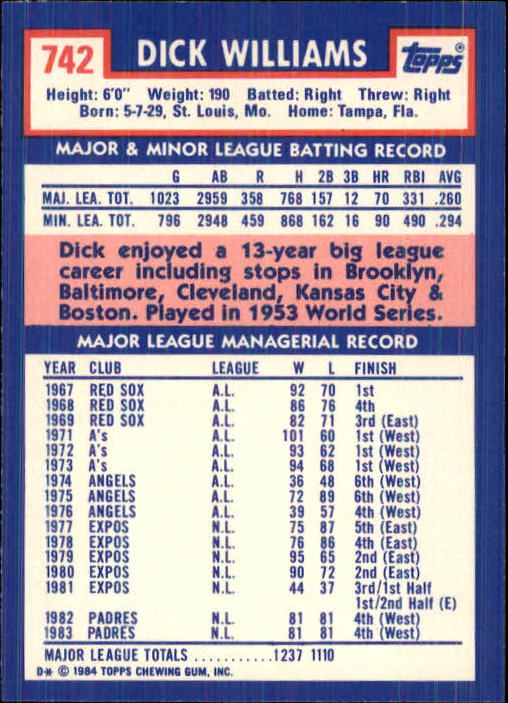 742 DICK WILLIAMS Topps®
Height: 6'0" Weight: 190 Batted: Right Threw: Right
Born: 5-7-29, St. Louis, Mo. Home: Tampa, Fla.
MAJOR & MINOR LEAGUE BATTING RECORD
G AB R H 2B 3B HR RBI AVG
MAJ. LEA. TOT. 1023 2959 358 768 157 12 70 331 .260
MIN. LEA. TOT. 796 2948 459 868 162 16 90 490 .294
Dick enjoyed a 13-year big league
career including stops in Brooklyn,
Baltimore, Cleveland, Kansas City &
Boston. Played in 1953 World Series.
MAJOR LEAGUE MANAGERIAL RECORD
YEAR CLUB LEAGUE W L FINISH
1967 RED SOX A.L. 92 70 1st
1968 RED SOX A.L. 86 76 4th
1969 RED SOX A.L. 82 71 3rd (East)
1971 A's A.L. 101 60 1st (West)
1972 A's A.L. 93 62 1st (West)
1973 A's A.L. 94 68 1st (West)
1974 ANGELS A.L. 36 48 6th (West)
1975 ANGELS A.L. 72 89 6th (West)
1976 ANGELS A.L. 39 57 4th (West)
1977 EXPOS N.L. 75 87 5th (East)
1978 EXPOS N.L. 76 86 4th (East)
1979 EXPOS N.L. 95 65 2nd (East)
1980 EXPOS N.L. 90 72 2nd (East)
1981 EXPOS N.L. 44 37 3rd/1st Half
1st/2nd Half (E)
1982 PADRES N.L. 81 81 4th (West)
1983 PADRES N.L. 81 81 4th (West)
MAJOR LEAGUE TOTALS ...........1237 1110
D* © 1984 TOPPS CHEWING GUM, INC.